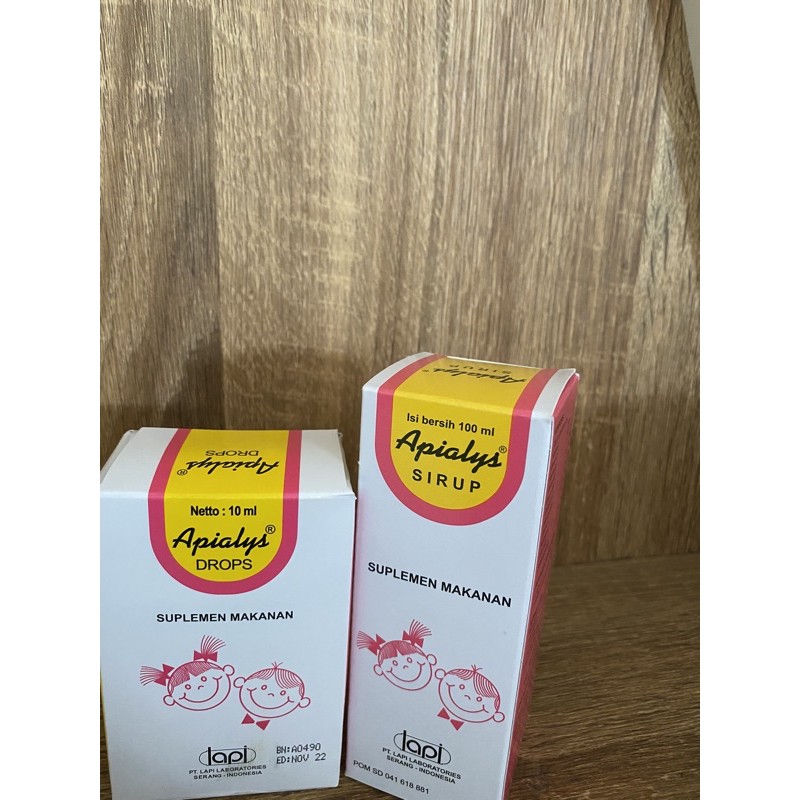 Apialys®
DROPS
Netto : 10 ml
Apialys®
DROPS
SUPLEMEN MAKANAN
lapi
PT. LAPI LABORATORIES
SERANG - INDONESIA
BN:A0490
ED:NOV 22
Apialys®
SIRUP
Isi bersih 100 ml
Apialys®
SIRUP
SUPLEMEN MAKANAN
lapi
PT. LAPI LABORATORIES
SERANG - INDONESIA
POM SD 041 618 881